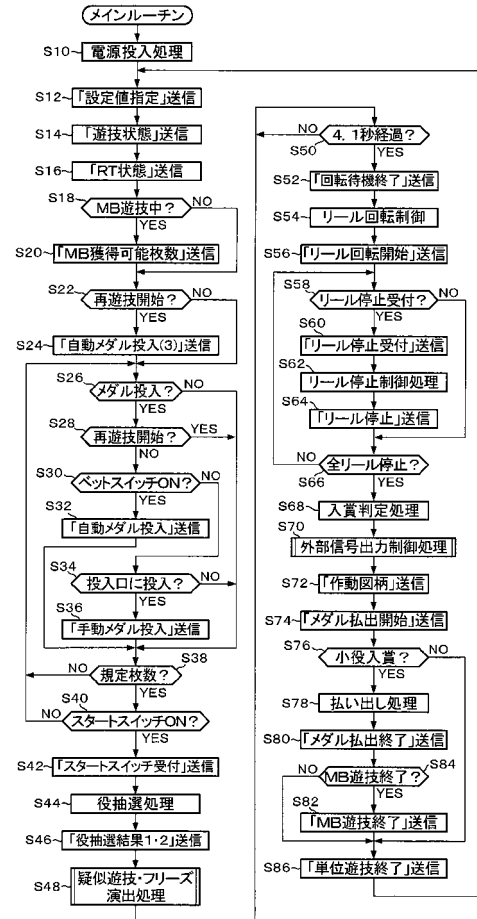 メインルーチン
S10 電源投入処理
S12 「設定値指定」送信
S14 「遊技状態」送信
S16 「RT状態」送信
S18 MB遊技中? NO
YES
S20 「MB獲得可能枚数」送信
S22 再遊技開始? NO
YES
S24 「自動メダル投入(3)」送信
S26 メダル投入? NO
YES
S28 再遊技開始? YES
NO
S30 ベットスイッチON? NO
YES
S32 「自動メダル投入」送信
S34 投入口に投入? NO
YES
S36 「手動メダル投入」送信
NO 規定枚数? S38
YES
S40 NO スタートスイッチON?
YES
S42 「スタートスイッチ受付」送信
S44 役抽選処理
S46 「役抽選結果1・2」送信
S48 疑似遊技・フリーズ
演出処理
NO 4.1秒経過?
S50 YES
S52 「回転待機終了」送信
S54 リール回転制御
S56 「リール回転開始」送信
S58 リール停止受付? NO
YES
S60 「リール停止受付」送信
S62 リール停止制御処理
S64 「リール停止」送信
NO 全リール停止?
S66 YES
S68 入賞判定処理
S70 外部信号出力制御処理
S72 「作動図柄」送信
S74 「メダル払出開始」送信
S76 小役入賞? NO
YES
S78 払い出し処理
S80 「メダル払出終了」送信
NO MB遊技終了? S84
YES
S82 「MB遊技終了」送信
S86 「単位遊技終了」送信